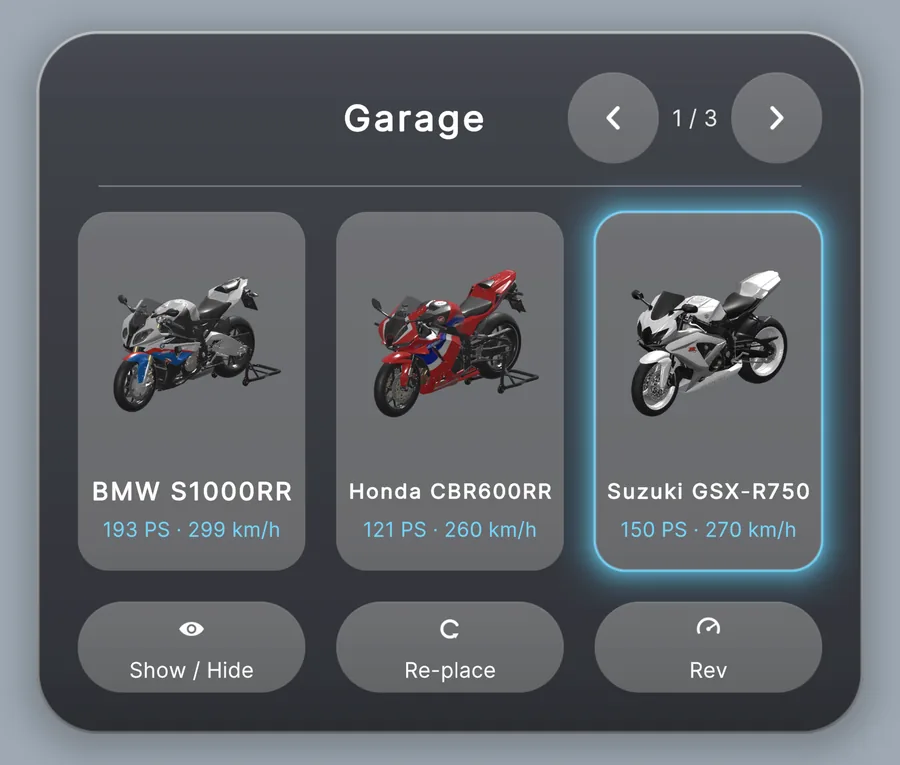 Garage
1 / 3
BMW S1000RR
193 PS · 299 km/h
Honda CBR600RR
121 PS · 260 km/h
Suzuki GSX-R750
150 PS · 270 km/h
Show / Hide
Re-place
Rev